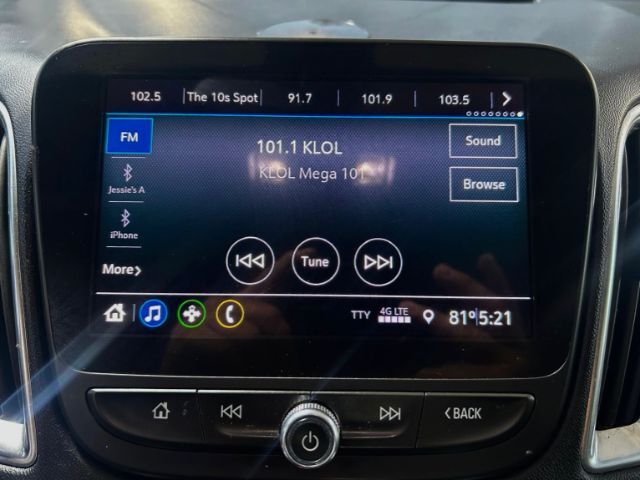 102.5 The 10s Spot 91.7 101.9 103.5
FM
101.1 KLOL
Sound
KLOL Mega 101
Jessie's A
Browse
iPhone
Tune
More
TTY 4G LTE 81° 5:21
BACK